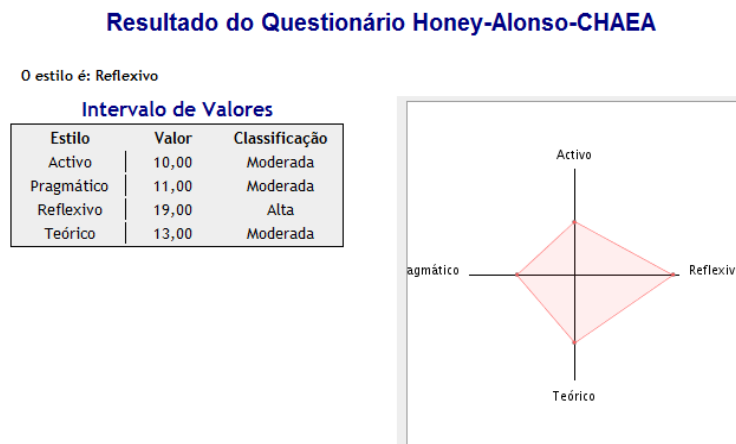 Resultado do Questionário Honey-Alonso-CHAEA
O estilo é: Reflexivo
Intervalo de Valores
Estilo Valor Classificação
Activo 10,00 Moderada
Pragmático 11,00 Moderada
Reflexivo 19,00 Alta
Teórico 13,00 Moderada
Activo
agmático
Reflexiv
Teórico